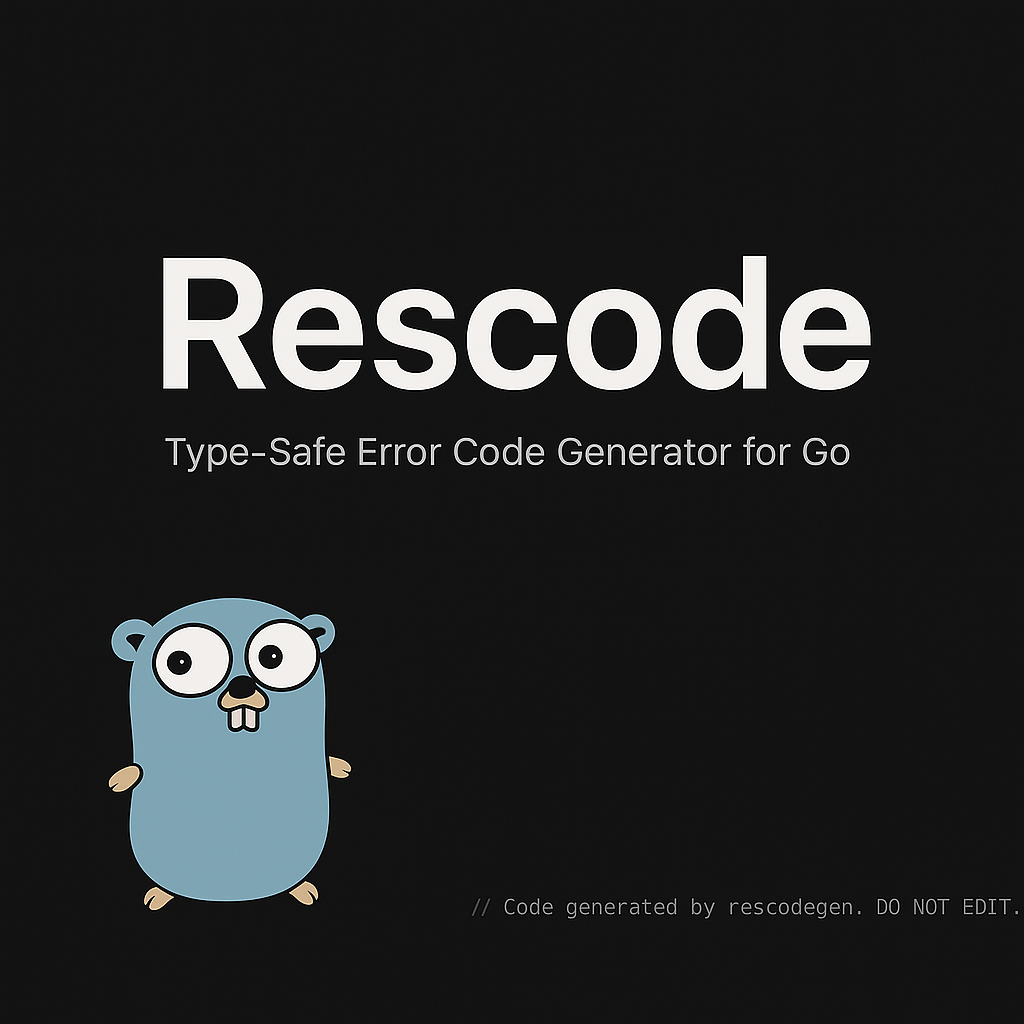 Rescode
Type-Safe Error Code Generator for Go
// Code generated by rescodegen. DO NOT EDIT.